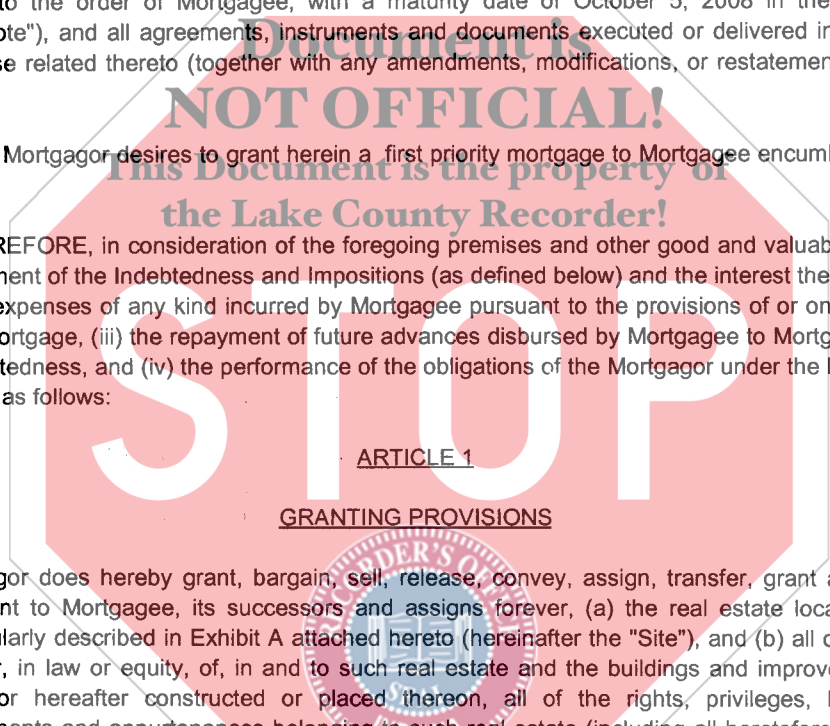 to the order of Mortgagee, with a maturity date of October 5, 2008 in the
ote"), and all agreements, instruments and documents executed or delivered in
Document is
se related thereto (together with any amendments, modifications, or restatemen
NOT OFFICIAL!
Mortgagor desires to grant herein a first priority mortgage to Mortgagee encuml
This Document is the property of
the Lake County Recorder!
REFORE, in consideration of the foregoing premises and other good and valuab
nent of the Indebtedness and Impositions (as defined below) and the interest the
expenses of any kind incurred by Mortgagee pursuant to the provisions of or on
ortgage, (iii) the repayment of future advances disbursed by Mortgagee to Mortg
tedness, and (iv) the performance of the obligations of the Mortgagor under the
as follows:
STOP
ARTICLE 1
GRANTING PROVISIONS
RECORDER'S
gor does hereby grant, bargain, sell, release, convey, assign, transfer, grant a
nt to Mortgagee, its successors and assigns forever, (a) the real estate loca
ularly described in Exhibit A attached hereto (hereinafter the "Site"), and (b) all o
, in law or equity, of, in and to such real estate and the buildings and improve
or hereafter constructed or placed thereon, all of the rights, privileges,
SEAL